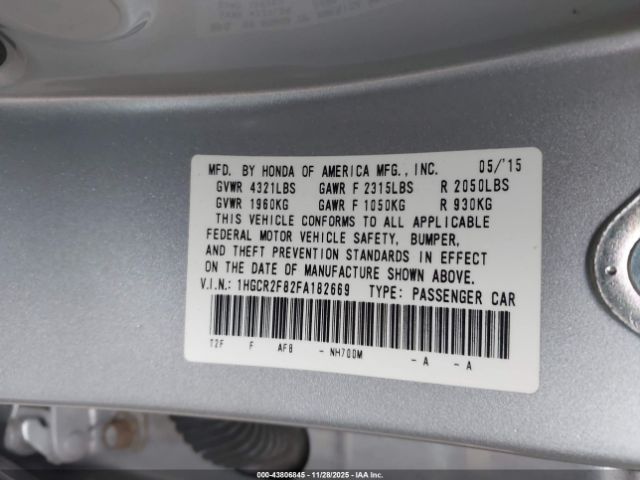 MFD. BY HONDA OF AMERICA MFG., INC. 05/'15
GVWR 4321LBS GAWR F 2315LBS R 2050LBS
GVWR 1960KG GAWR F 1050KG R 930KG
THIS VEHICLE CONFORMS TO ALL APPLICABLE
FEDERAL MOTOR VEHICLE SAFETY, BUMPER,
AND THEFT PREVENTION STANDARDS IN EFFECT
ON THE DATE OF MANUFACTURE SHOWN ABOVE.
V.I.N.: 1HGCR2F82FA182669 TYPE: PASSENGER CAR
T2F F AF8 - NH700M - A - A
000-43806845 - 11/28/2025 - IAA Inc.